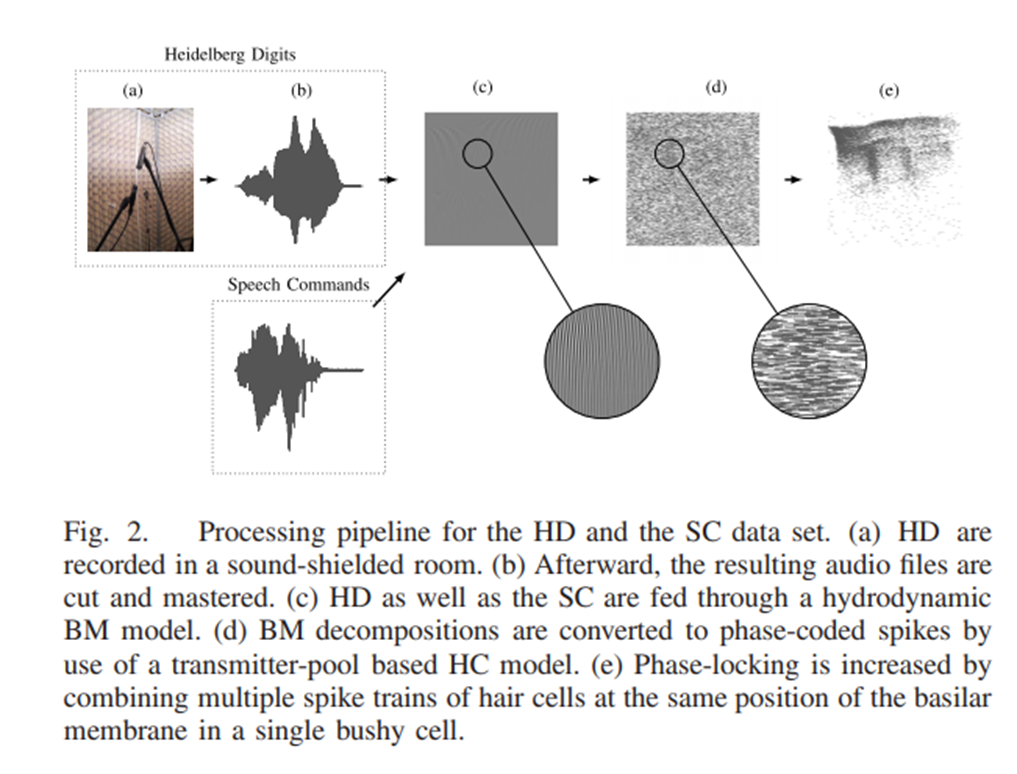 Heidelberg Digits
(a)
(b)
(c)
(d)
(e)
Speech Commands
Fig. 2. Processing pipeline for the HD and the SC data set. (a) HD are
recorded in a sound-shielded room. (b) Afterward, the resulting audio files are
cut and mastered. (c) HD as well as the SC are fed through a hydrodynamic
BM model. (d) BM decompositions are converted to phase-coded spikes by
use of a transmitter-pool based HC model. (e) Phase-locking is increased by
combining multiple spike trains of hair cells at the same position of the basilar
membrane in a single bushy cell.